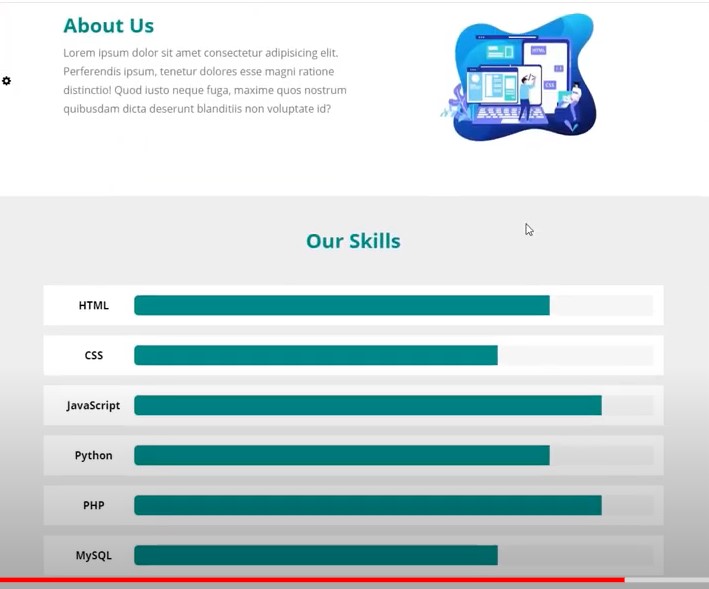 About Us
Lorem ipsum dolor sit amet consectetur adipisicing elit.
Perferendis ipsum, tenetur dolores esse magni ratione
distinctio! Quod iusto neque fuga, maxime quos nostrum
quibusdam dicta deserunt blanditiis non voluptate id?
HTML
CSS
Our Skills
HTML
CSS
JavaScript
Python
PHP
MySQL